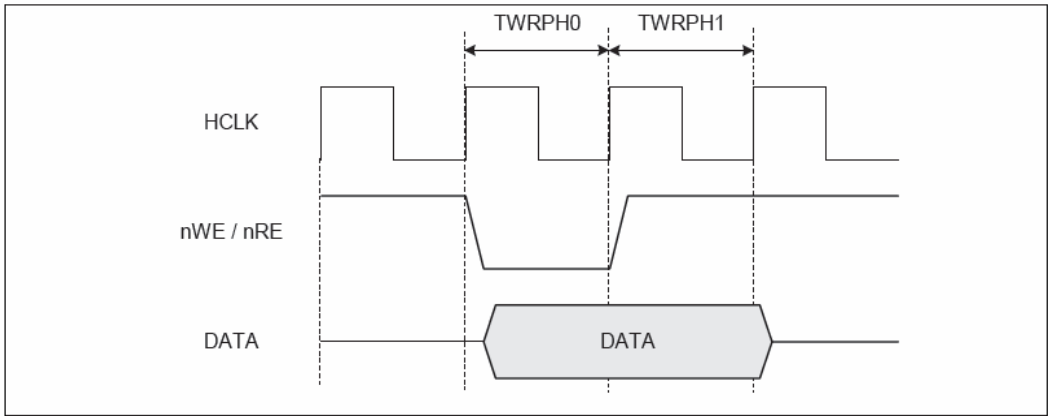 TWRPH0 TWRPH1
HCLK
nWE / nRE
DATA DATA